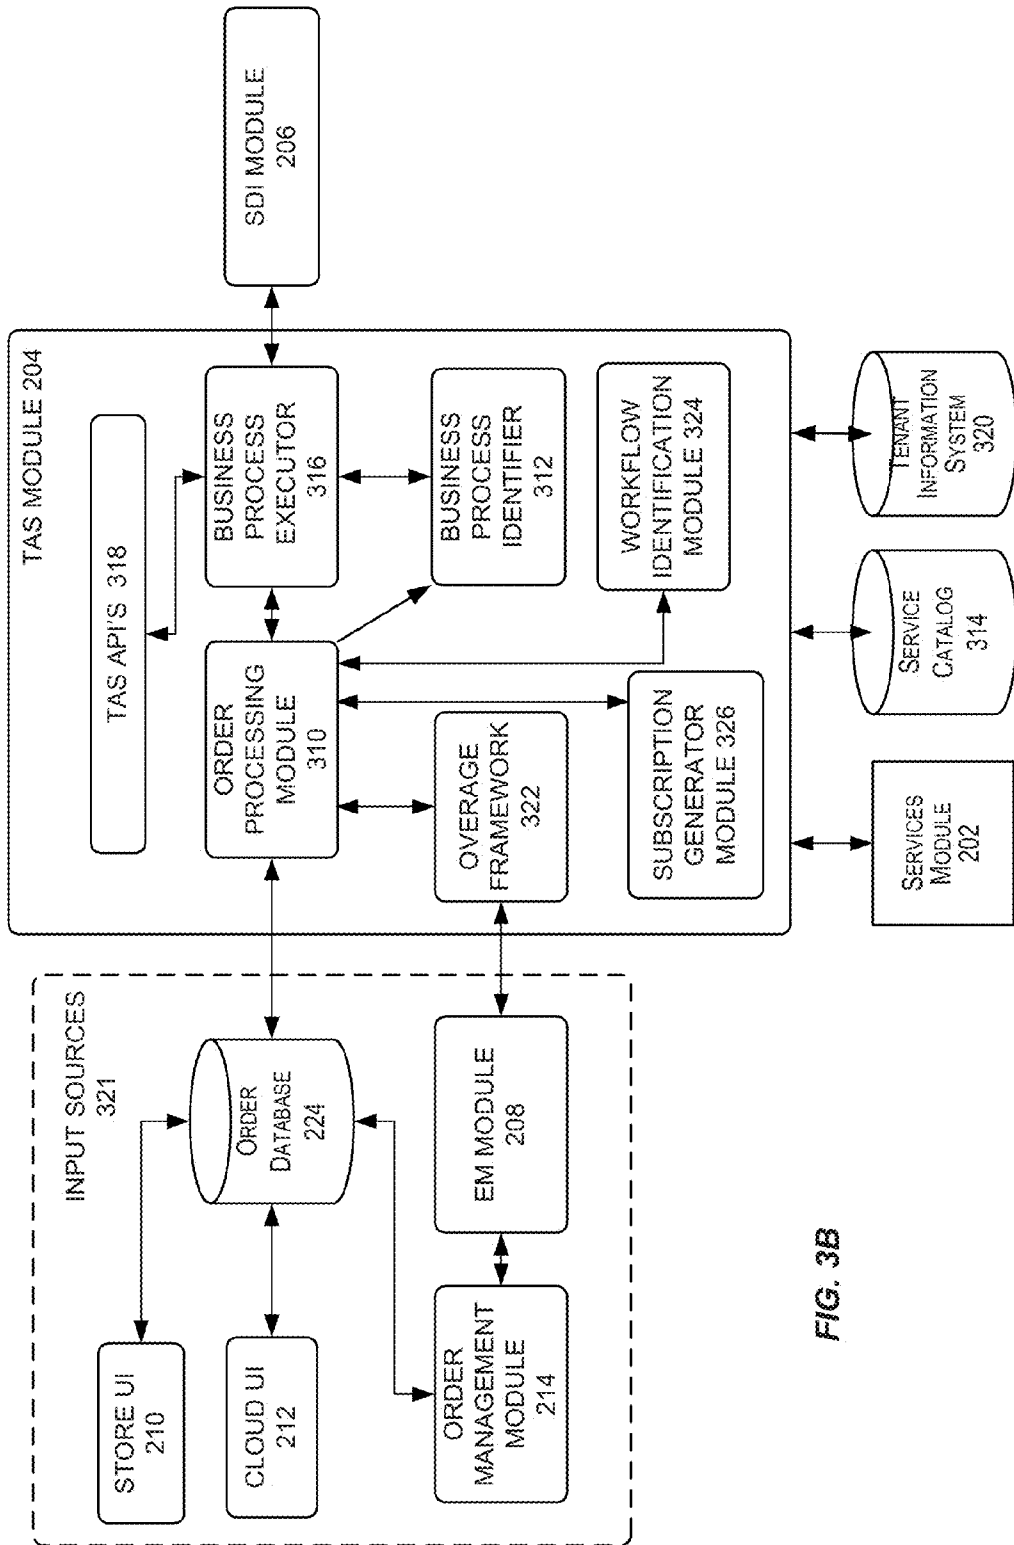 INPUT SOURCES
321
STORE UI
210
CLOUD UI
212
ORDER
DATABASE
224
ORDER
MANAGEMENT
MODULE
214
EM MODULE
208
TAS MODULE 204
TAS API'S 318
ORDER
PROCESSING
MODULE
310
BUSINESS
PROCESS
EXECUTOR
316
OVERAGE
FRAMEWORK
322
BUSINESS
PROCESS
IDENTIFIER
312
SUBSCRIPTION
GENERATOR
MODULE 326
WORKFLOW
IDENTIFICATION
MODULE 324
SDI MODULE
206
SERVICES
MODULE
202
SERVICE
CATALOG
314
TENANT
INFORMATION
SYSTEM
320
FIG. 3B